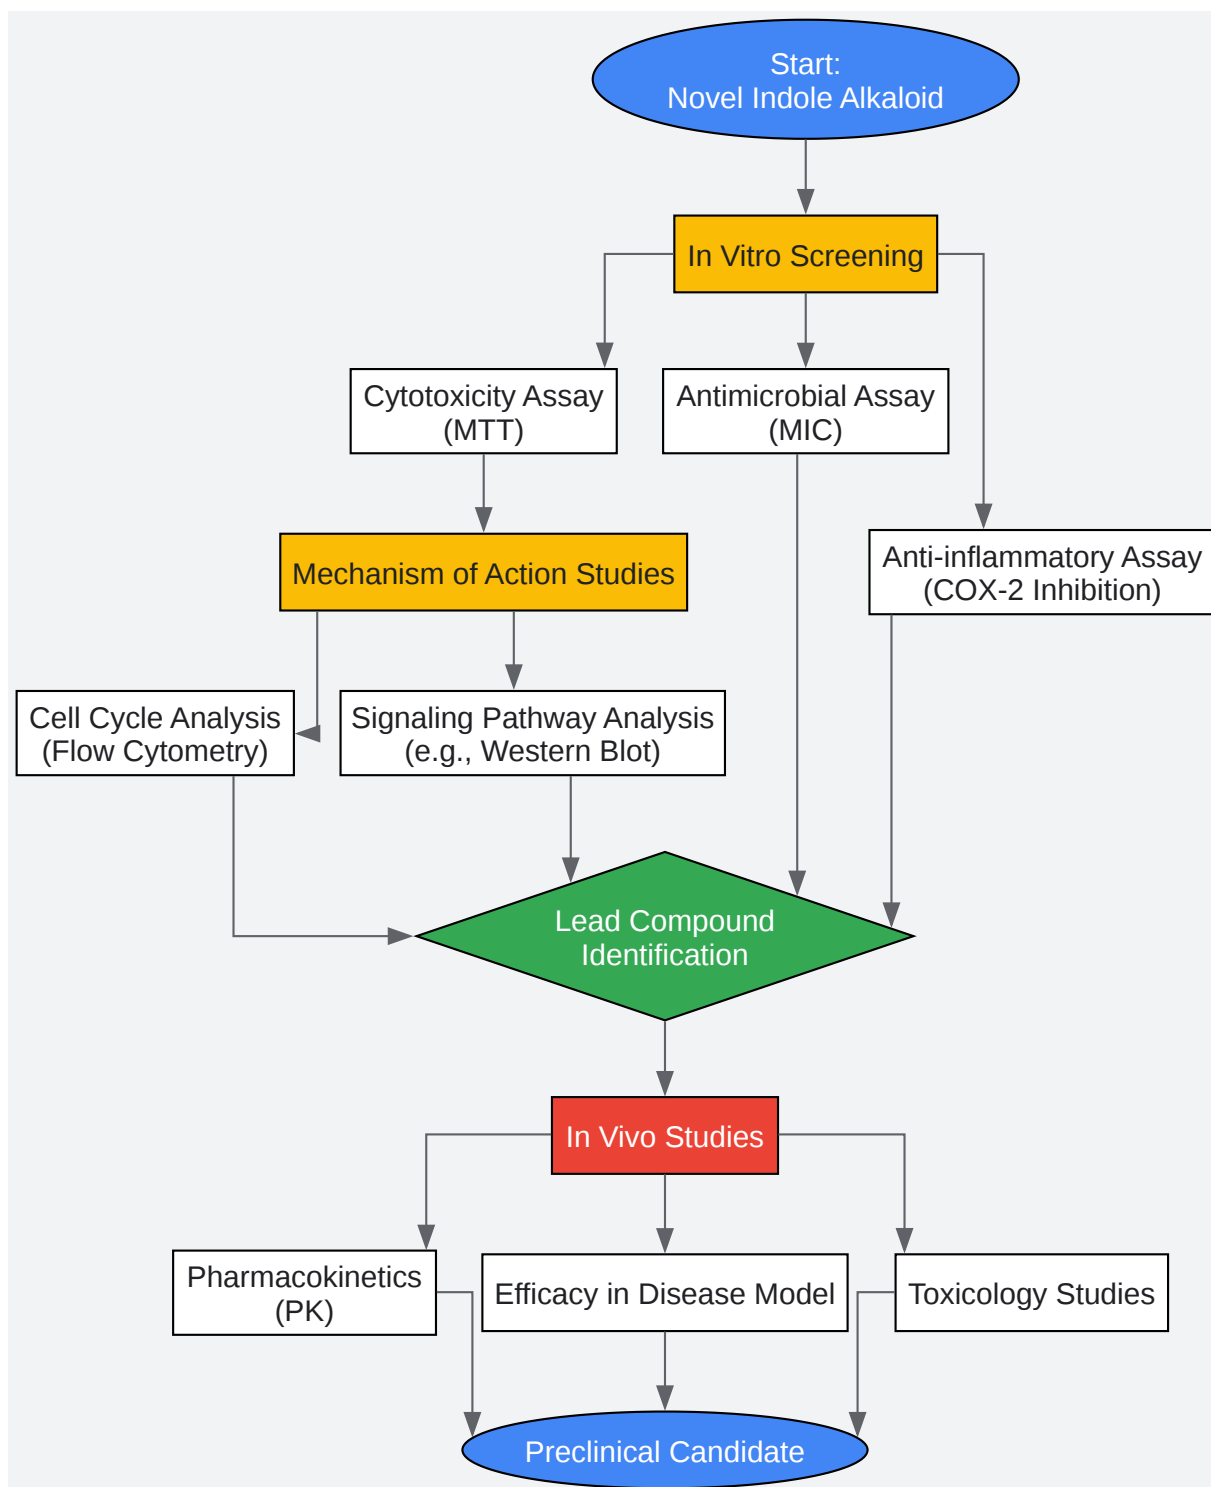 Start:
Novel Indole Alkaloid
In Vitro Screening
Cytotoxicity Assay
(MTT)
Antimicrobial Assay
(MIC)
Anti-inflammatory Assay
(COX-2 Inhibition)
Mechanism of Action Studies
Cell Cycle Analysis
(Flow Cytometry)
Signaling Pathway Analysis
(e.g., Western Blot)
Lead Compound
Identification
In Vivo Studies
Pharmacokinetics
(PK)
Efficacy in Disease Model
Toxicology Studies
Preclinical Candidate